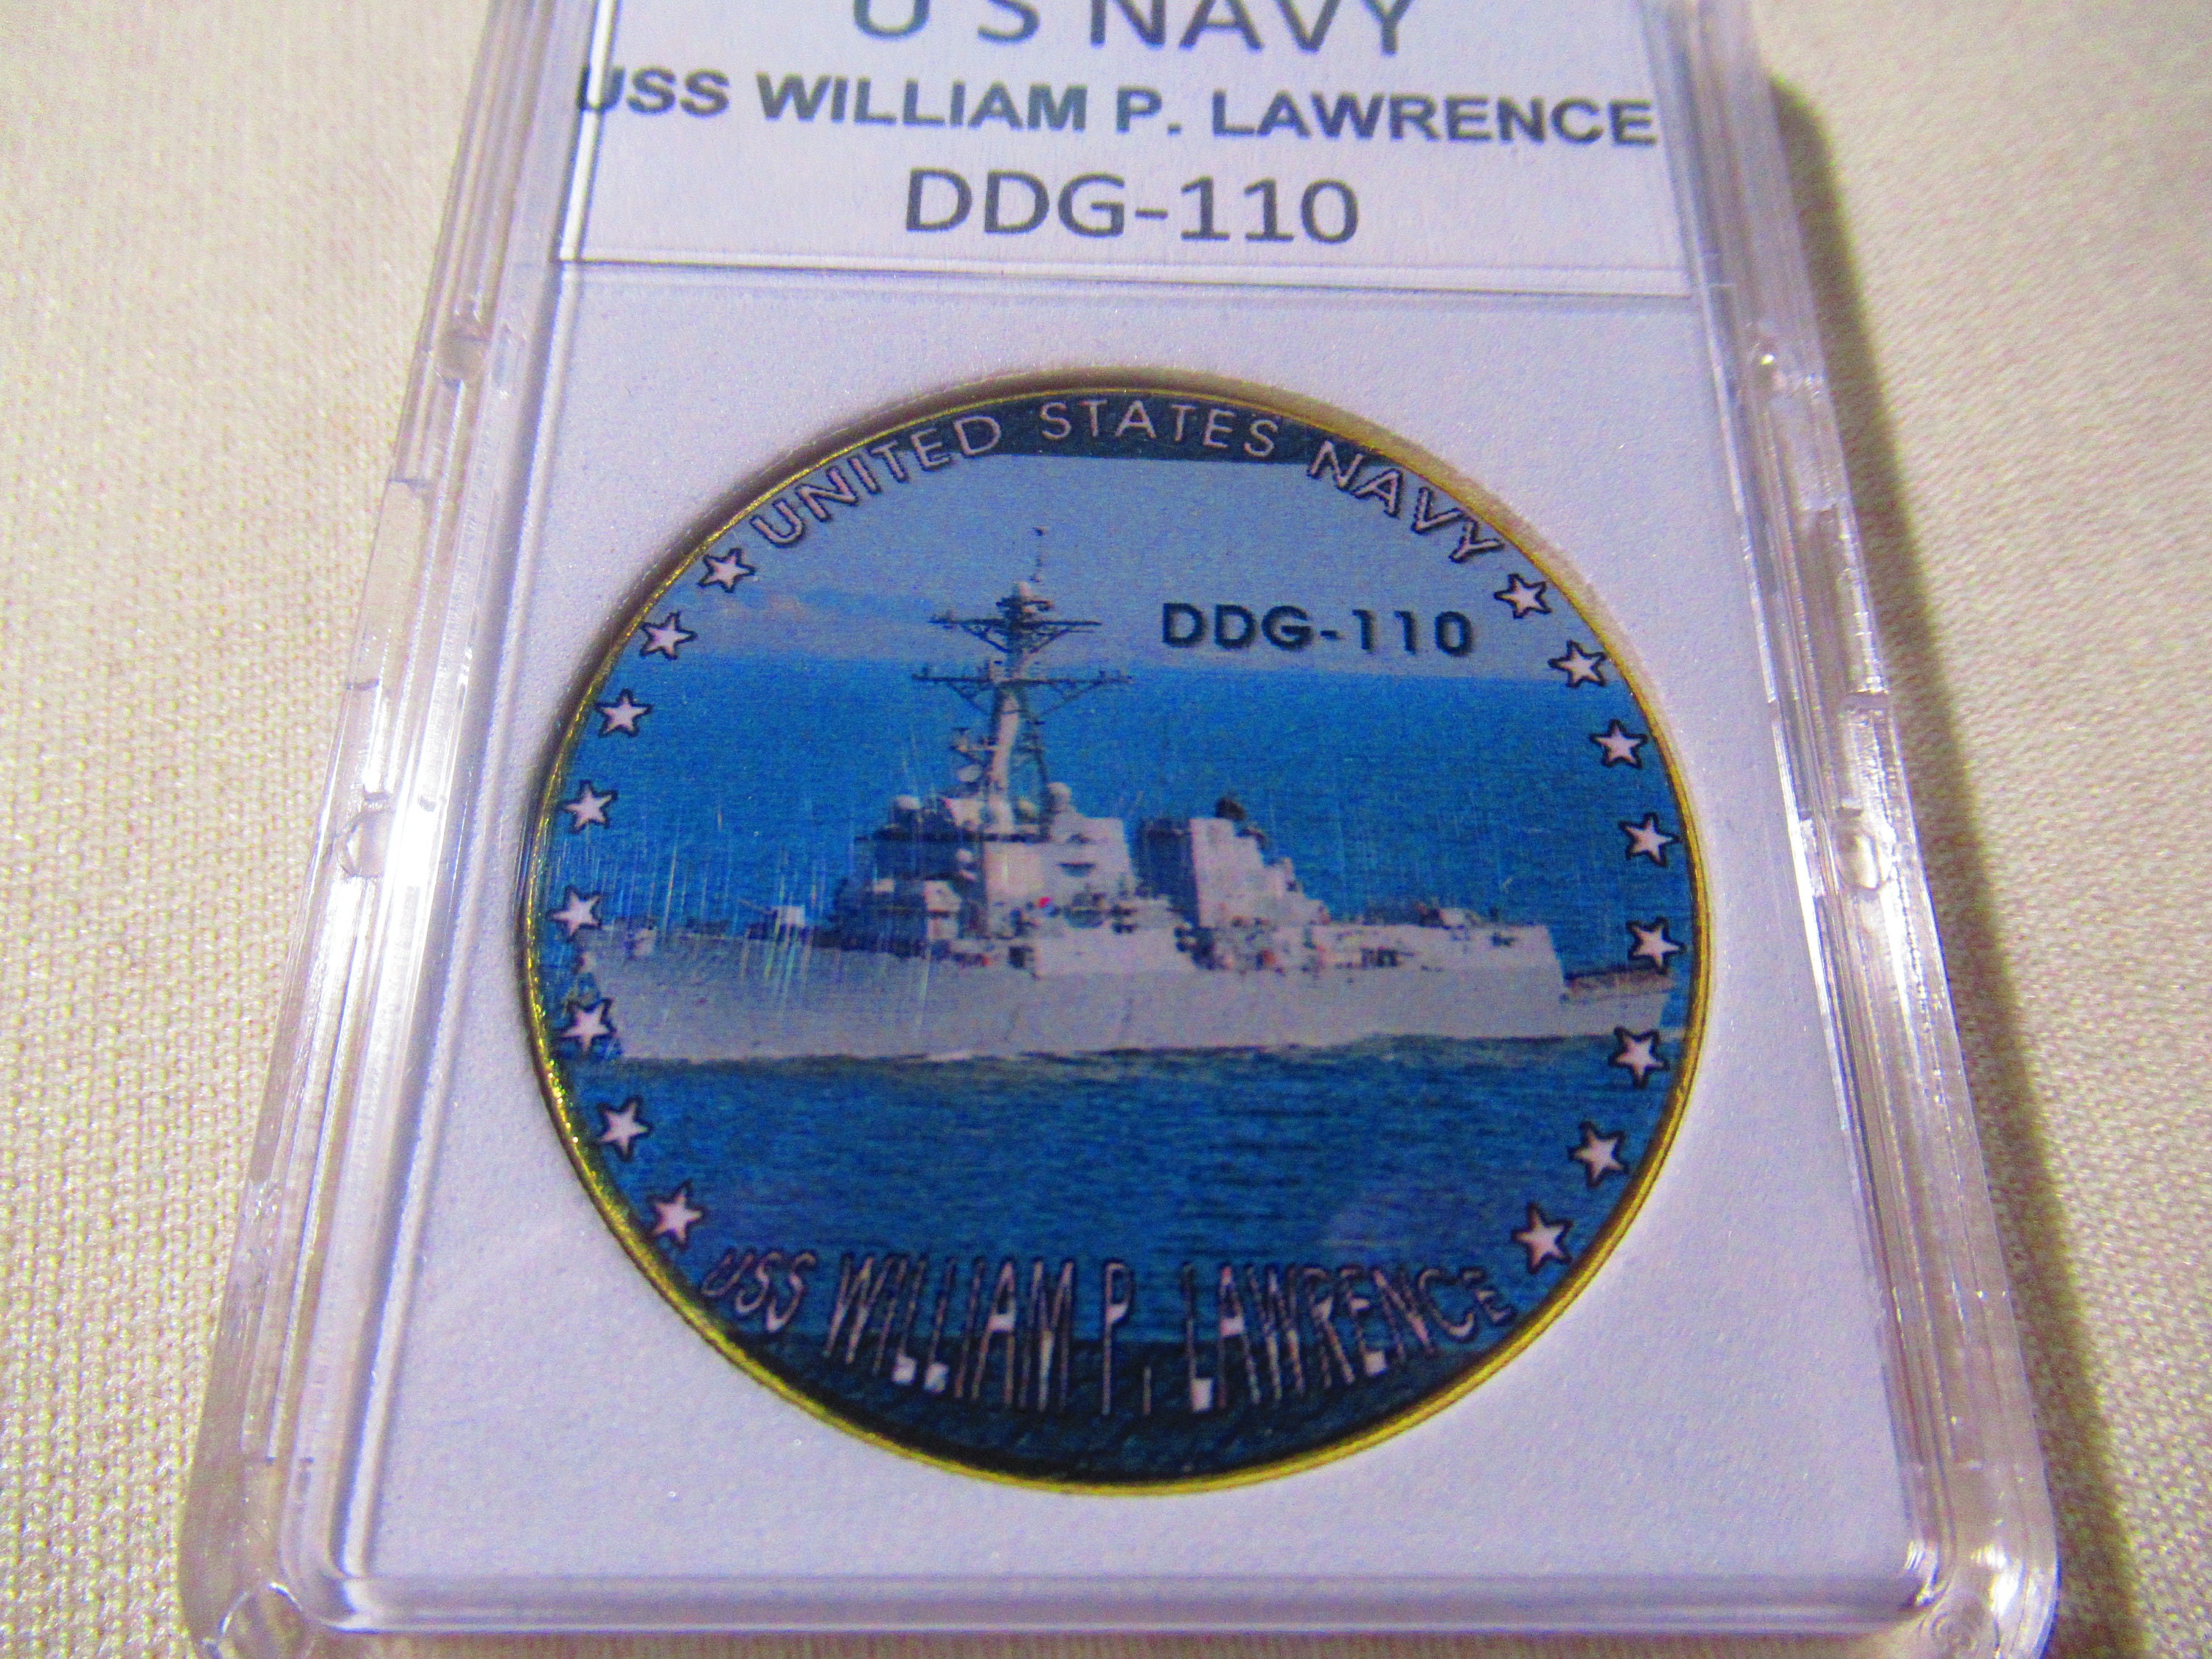 U S NAVY
USS WILLIAM P. LAWRENCE
DDG-110
UNITED STATES NAVY
DDG-110
USS WILLIAM P. LAWRENCE